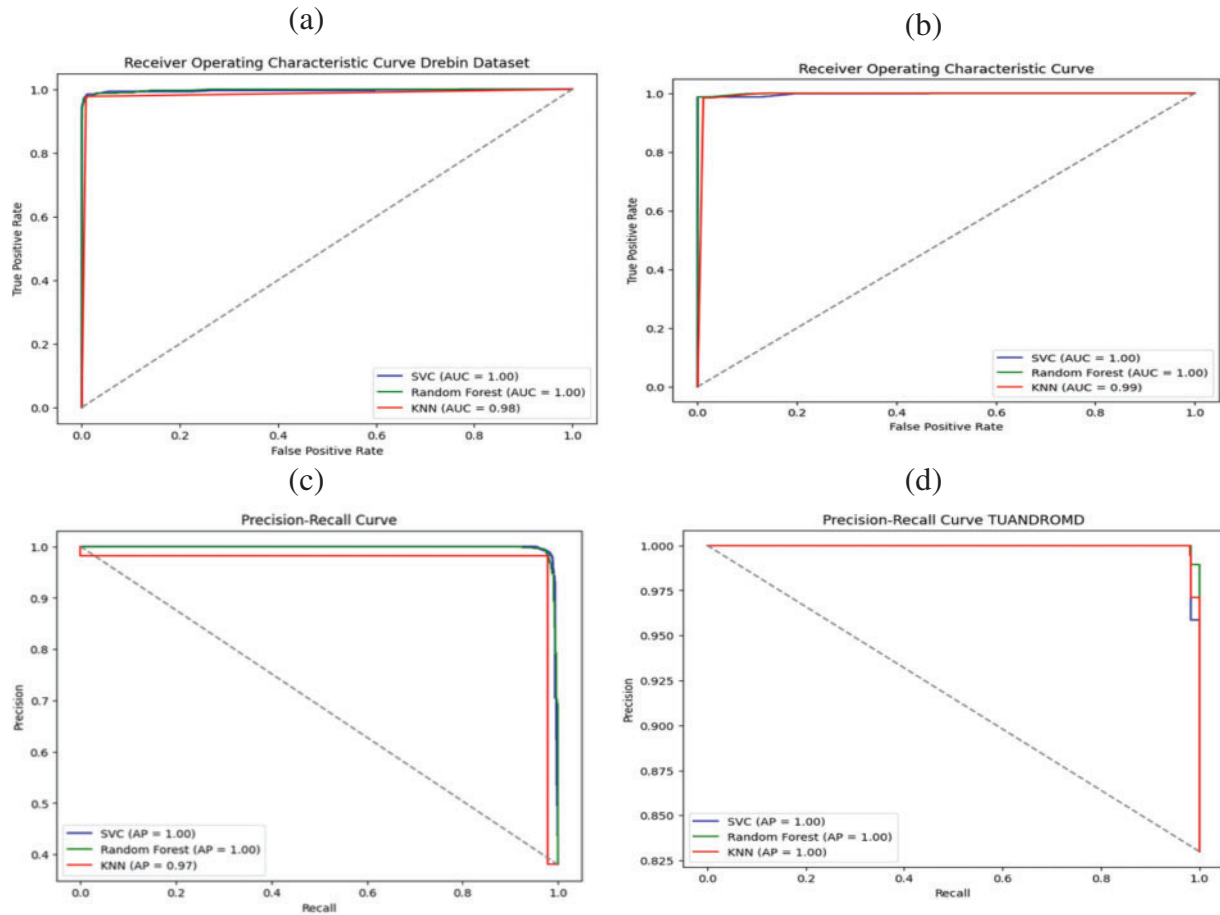 (a)
Receiver Operating Characteristic Curve Drebin Dataset
True Positive Rate
1.0
0.8
0.6
0.4
0.2
0.0
SVC (AUC = 1.00)
Random Forest (AUC = 1.00)
KNN (AUC = 0.98)
0.0 0.2 0.4 0.6 0.8 1.0
False Positive Rate
(b)
Receiver Operating Characteristic Curve
True Positive Rate
1.0
0.8
0.6
0.4
0.2
0.0
SVC (AUC = 1.00)
Random Forest (AUC = 1.00)
KNN (AUC = 0.99)
0.0 0.2 0.4 0.6 0.8 1.0
False Positive Rate
(c)
Precision-Recall Curve
Precision
1.0
0.9
0.8
0.7
0.6
0.5
0.4
SVC (AP = 1.00)
Random Forest (AP = 1.00)
KNN (AP = 0.97)
0.0 0.2 0.4 0.6 0.8 1.0
Recall
(d)
Precision-Recall Curve TUANDROMD
Precision
1.000
0.975
0.950
0.925
0.900
0.875
0.850
0.825
SVC (AP = 1.00)
Random Forest (AP = 1.00)
KNN (AP = 1.00)
0.0 0.2 0.4 0.6 0.8 1.0
Recall